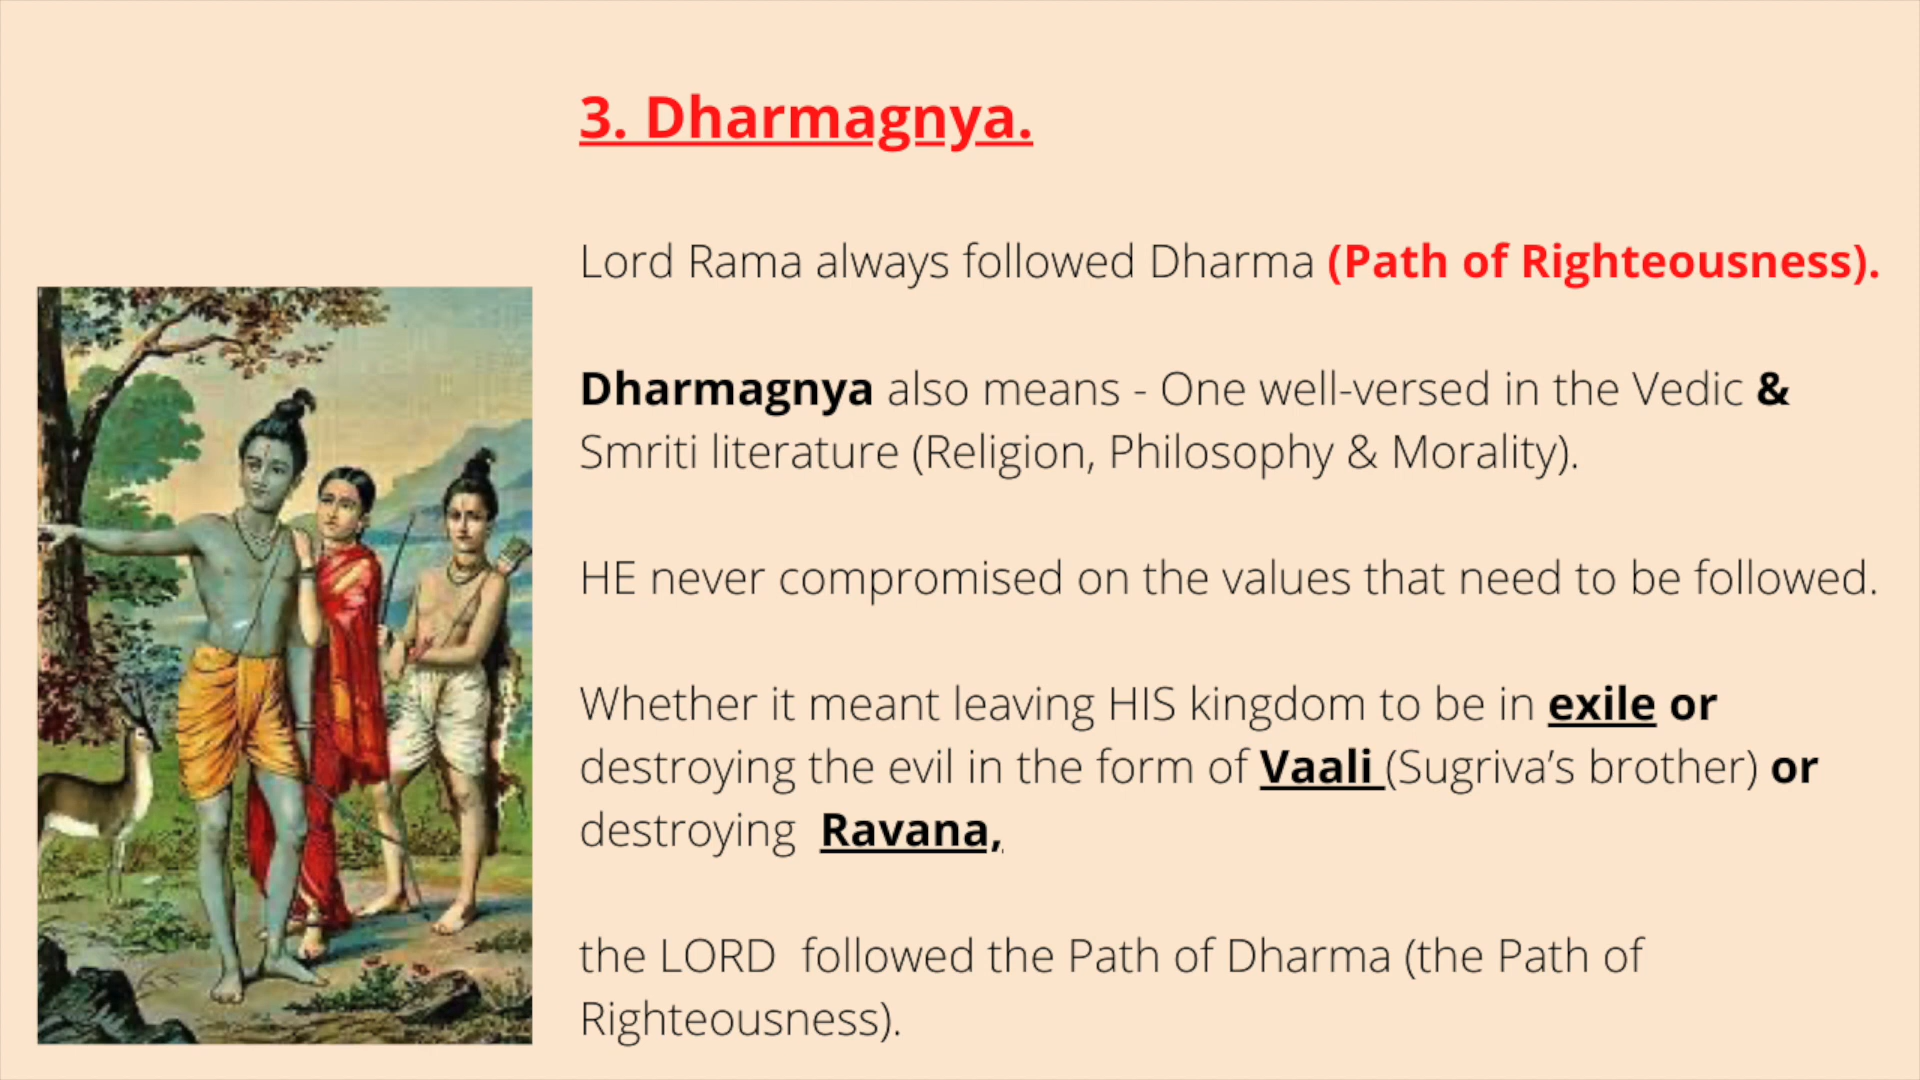 3. Dharmagnya.
Lord Rama always followed Dharma (Path of Righteousness).
Dharmagnya also means - One well-versed in the Vedic &
Smriti literature (Religion, Philosophy & Morality).
HE never compromised on the values that need to be followed.
Whether it meant leaving HIS kingdom to be in exile or
destroying the evil in the form of Vaali (Sugriva’s brother) or
destroying  Ravana,
the LORD  followed the Path of Dharma (the Path of
Righteousness).